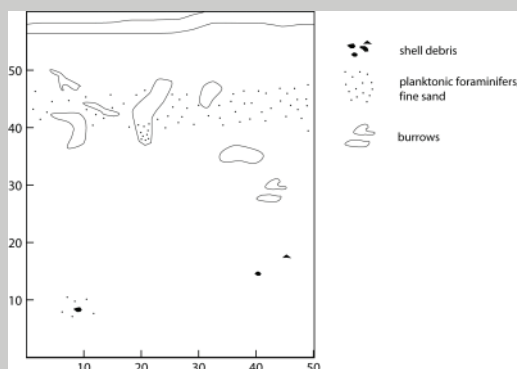 50
40
30
20
10
10 20 30 40 50
shell debris
planktonic foraminifers
fine sand
burrows